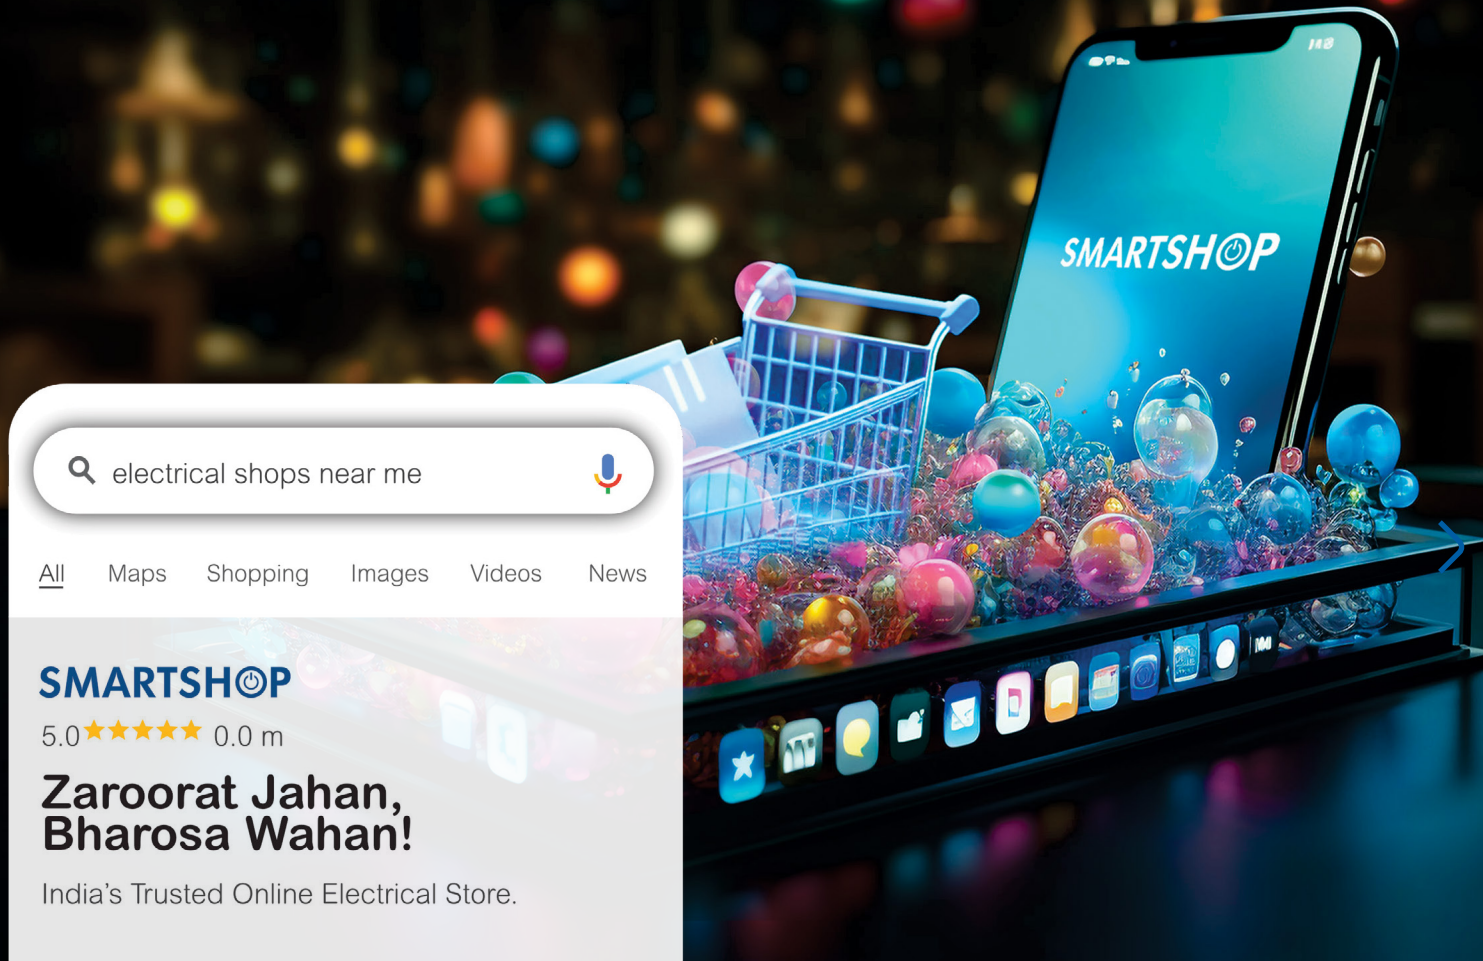 SMARTSHOP
electrical shops near me
All Maps Shopping Images Videos News
SMARTSHOP
5.0 ★★★★★ 0.0 m
Zaroorat Jahan,
Bharosa Wahan!
India's Trusted Online Electrical Store.